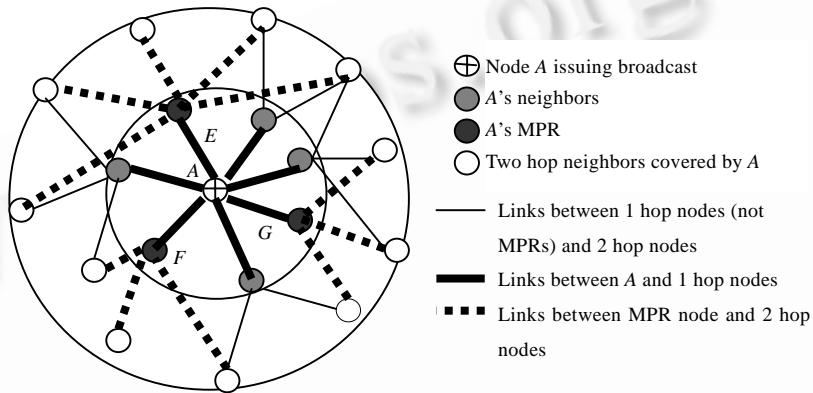 Node A issuing broadcast
A's neighbors
A's MPR
Two hop neighbors covered by A
Links between 1 hop nodes (not
MPRs) and 2 hop nodes
Links between A and 1 hop nodes
Links between MPR node and 2 hop
nodes
E
A
G
F